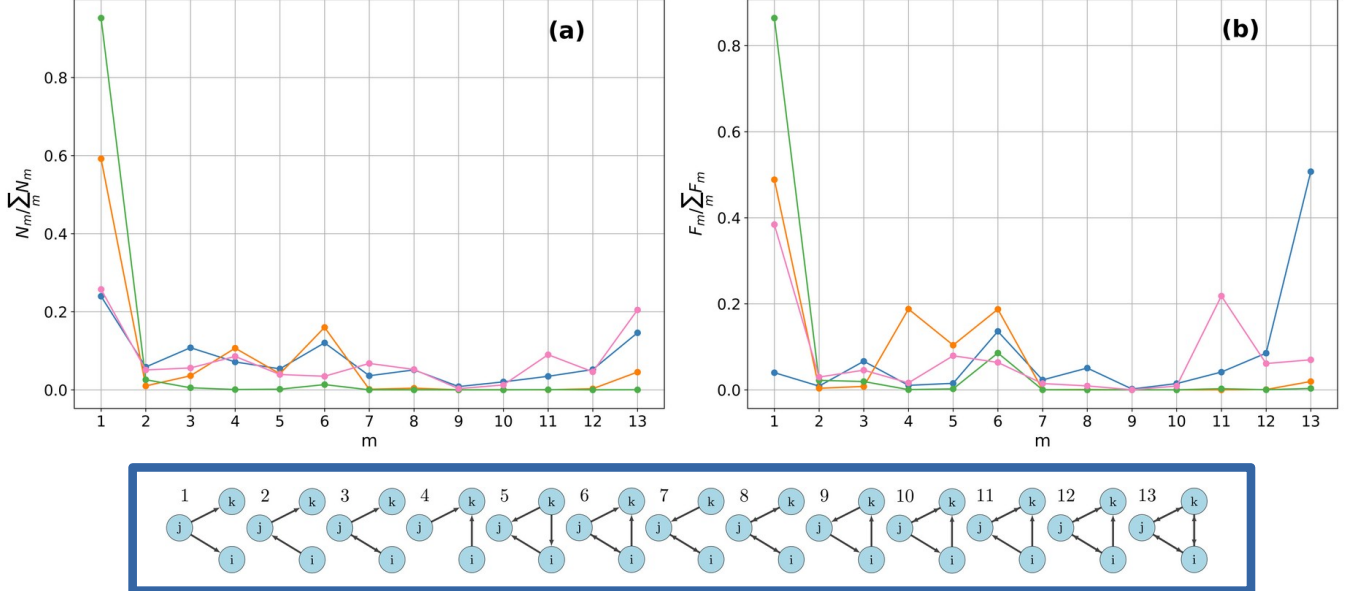 (a)
0.8
0.6
0.4
0.2
0.0
N_m/∑_m N_m
1 2 3 4 5 6 7 8 9 10 11 12 13
m
(b)
0.8
0.6
0.4
0.2
0.0
F_m/∑_m F_m
1 2 3 4 5 6 7 8 9 10 11 12 13
m
1 2 3 4 5 6 7 8 9 10 11 12 13
k k k k k k k k k k k k k
j j j j j j j j j j j j j
i i i i i i i i i i i i i